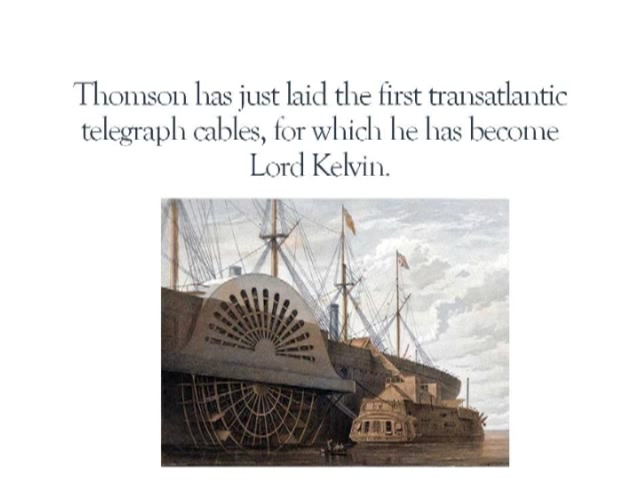 Thomson has just laid the first transatlantic
telegraph cables, for which he has become
Lord Kelvin.